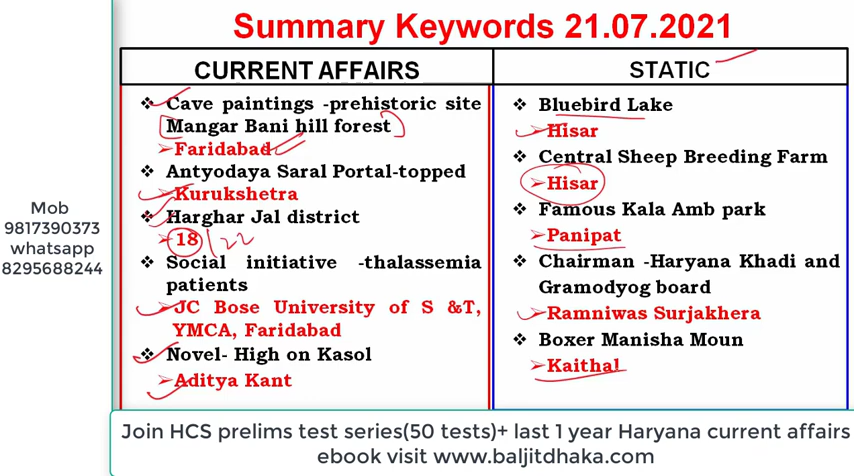 Summary Keywords 21.07.2021
CURRENT AFFAIRS
❖ Cave paintings -prehistoric site
Mangar Bani hill forest
➢Faridabad
❖ Antyodaya Saral Portal-topped
➢Kurukshetra
❖ Harghar Jal district
➢18 /22
❖ Social initiative -thalassemia
patients
➢JC Bose University of S &T,
YMCA, Faridabad
❖ Novel- High on Kasol
➢Aditya Kant
STATIC
❖ Bluebird Lake
➢Hisar
❖ Central Sheep Breeding Farm
➢Hisar
❖ Famous Kala Amb park
➢Panipat
❖ Chairman -Haryana Khadi and
Gramodyog board
➢Ramniwas Surjakhera
❖ Boxer Manisha Moun
➢Kaithal
Mob
9817390373
whatsapp
8295688244
Join HCS prelims test series(50 tests)+ last 1 year Haryana current affairs
ebook visit www.baljitdhaka.com